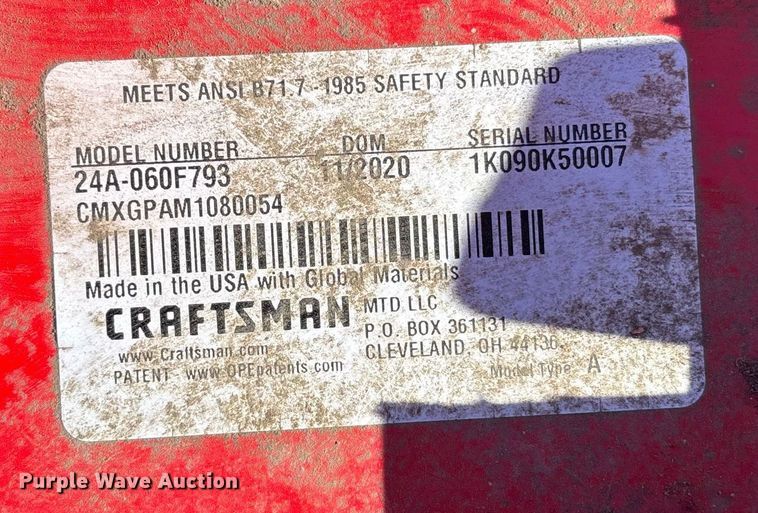 MEETS ANSI B71.7 -1985 SAFETY STANDARD
MODEL NUMBER DOM SERIAL NUMBER
24A-060F793 11/2020 1K090K50007
CMXGPAM1080054
Made in the USA with Global Materials
CRAFTSMAN MTD LLC
P.O. BOX 361131
www.Craftsman.com CLEVELAND, OH 44136
PATENT - www.OPEpatents.com Model Type A
Purple Wave Auction